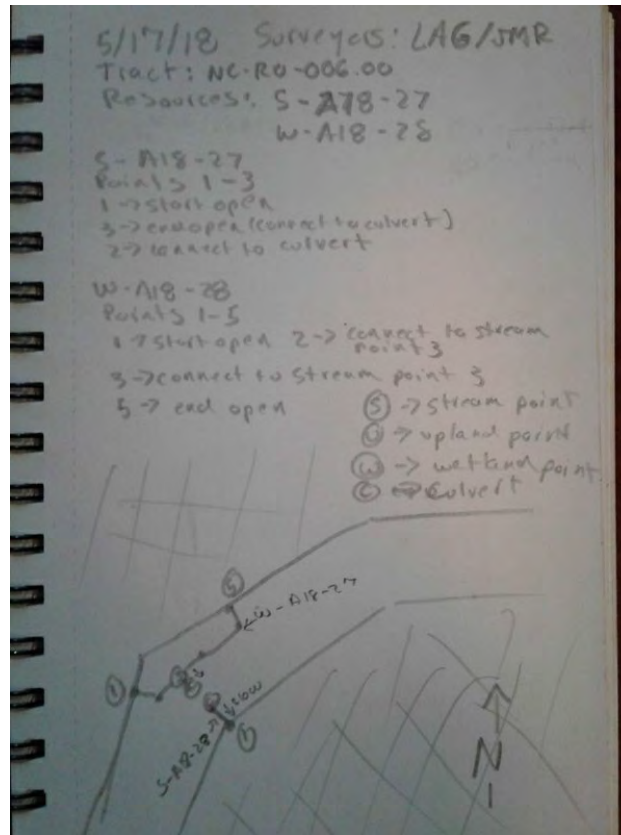 5/17/18 Surveyors: LAG/JMR
Tract: NC-RO-006.00
Resources: S-A18-27
W-A18-28
S-A18-27
Points 1-3
1->start open
3->end open (connect to culvert)
2->connect to culvert
W-A18-28
Points 1-5
1->start open 2->connect to stream
point 3
3->connect to stream point 3
5-> end open
S -> stream point
U -> upland point
W -> wetland point
C -> culvert
5
W-A18-27
1
flow
S-A18-28
1
N